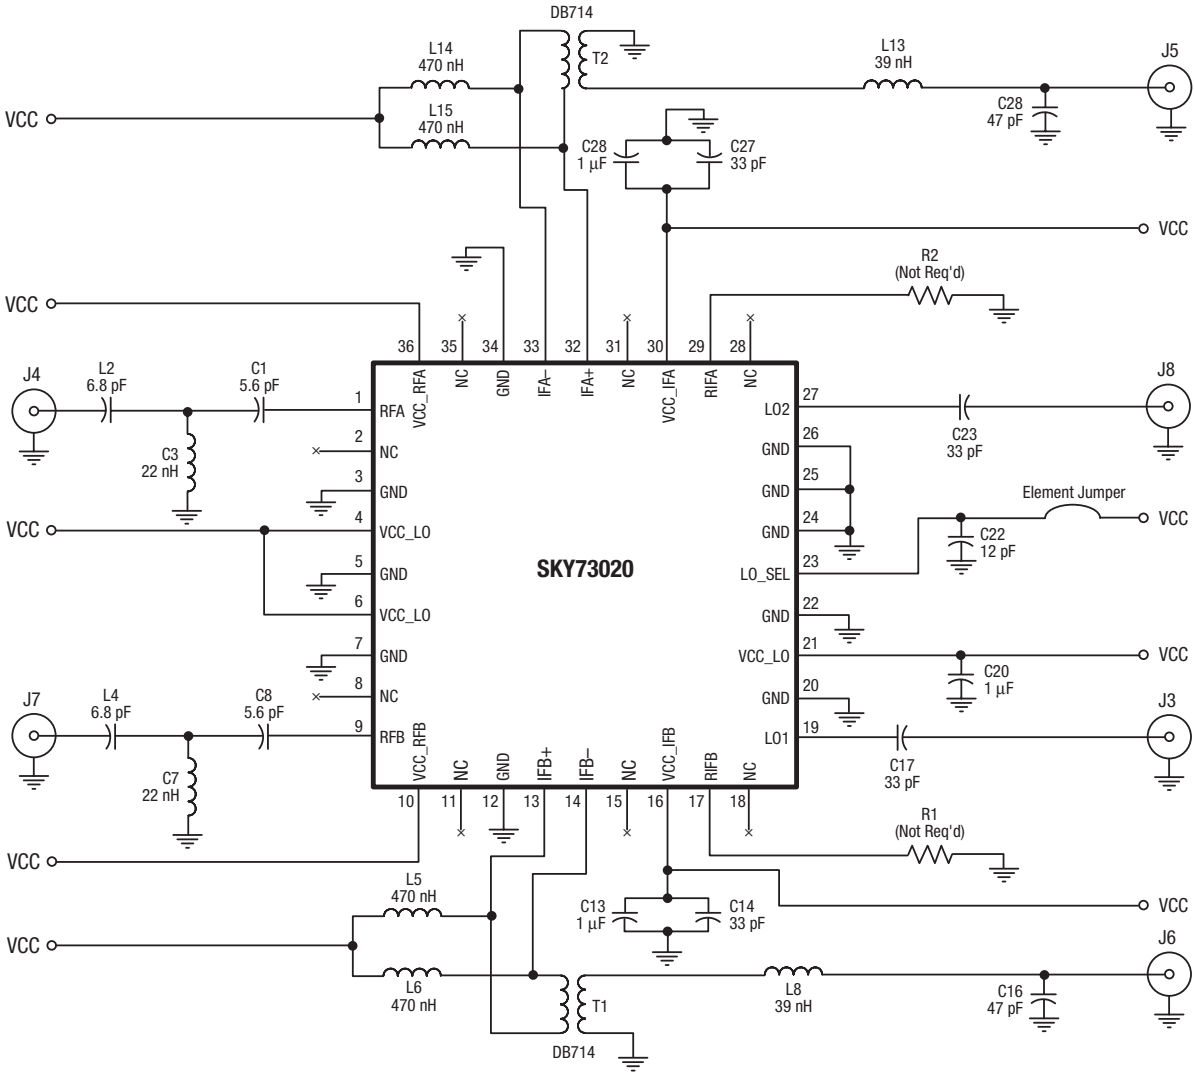 DB714
T2
L14
470 nH
L15
470 nH
VCC
L13
39 nH
J5
C28
47 pF
C28
1 μF
C27
33 pF
VCC
R2
(Not Req'd)
VCC
36
35
34
33
32
31
30
29
28
VCC_RFA
NC
GND
IFA–
IFA+
NC
VCC_IFA
RIFA
NC
J4
L2
6.8 pF
C1
5.6 pF
C3
22 nH
1
RFA
2
NC
3
GND
VCC
4
VCC_LO
5
GND
6
VCC_LO
7
GND
8
NC
9
RFB
J7
L4
6.8 pF
C8
5.6 pF
C7
22 nH
SKY73020
27
LO2
26
GND
25
GND
24
GND
23
LO_SEL
22
GND
21
VCC_LO
20
GND
19
LO1
J8
C23
33 pF
Element Jumper
VCC
C22
12 pF
VCC
C20
1 μF
J3
C17
33 pF
VCC_RFB
NC
GND
IFB+
IFB–
NC
VCC_IFB
RIFB
NC
10
11
12
13
14
15
16
17
18
R1
(Not Req'd)
VCC
L5
470 nH
VCC
L6
470 nH
C13
1 μF
C14
33 pF
VCC
J6
T1
DB714
L8
39 nH
C16
47 pF